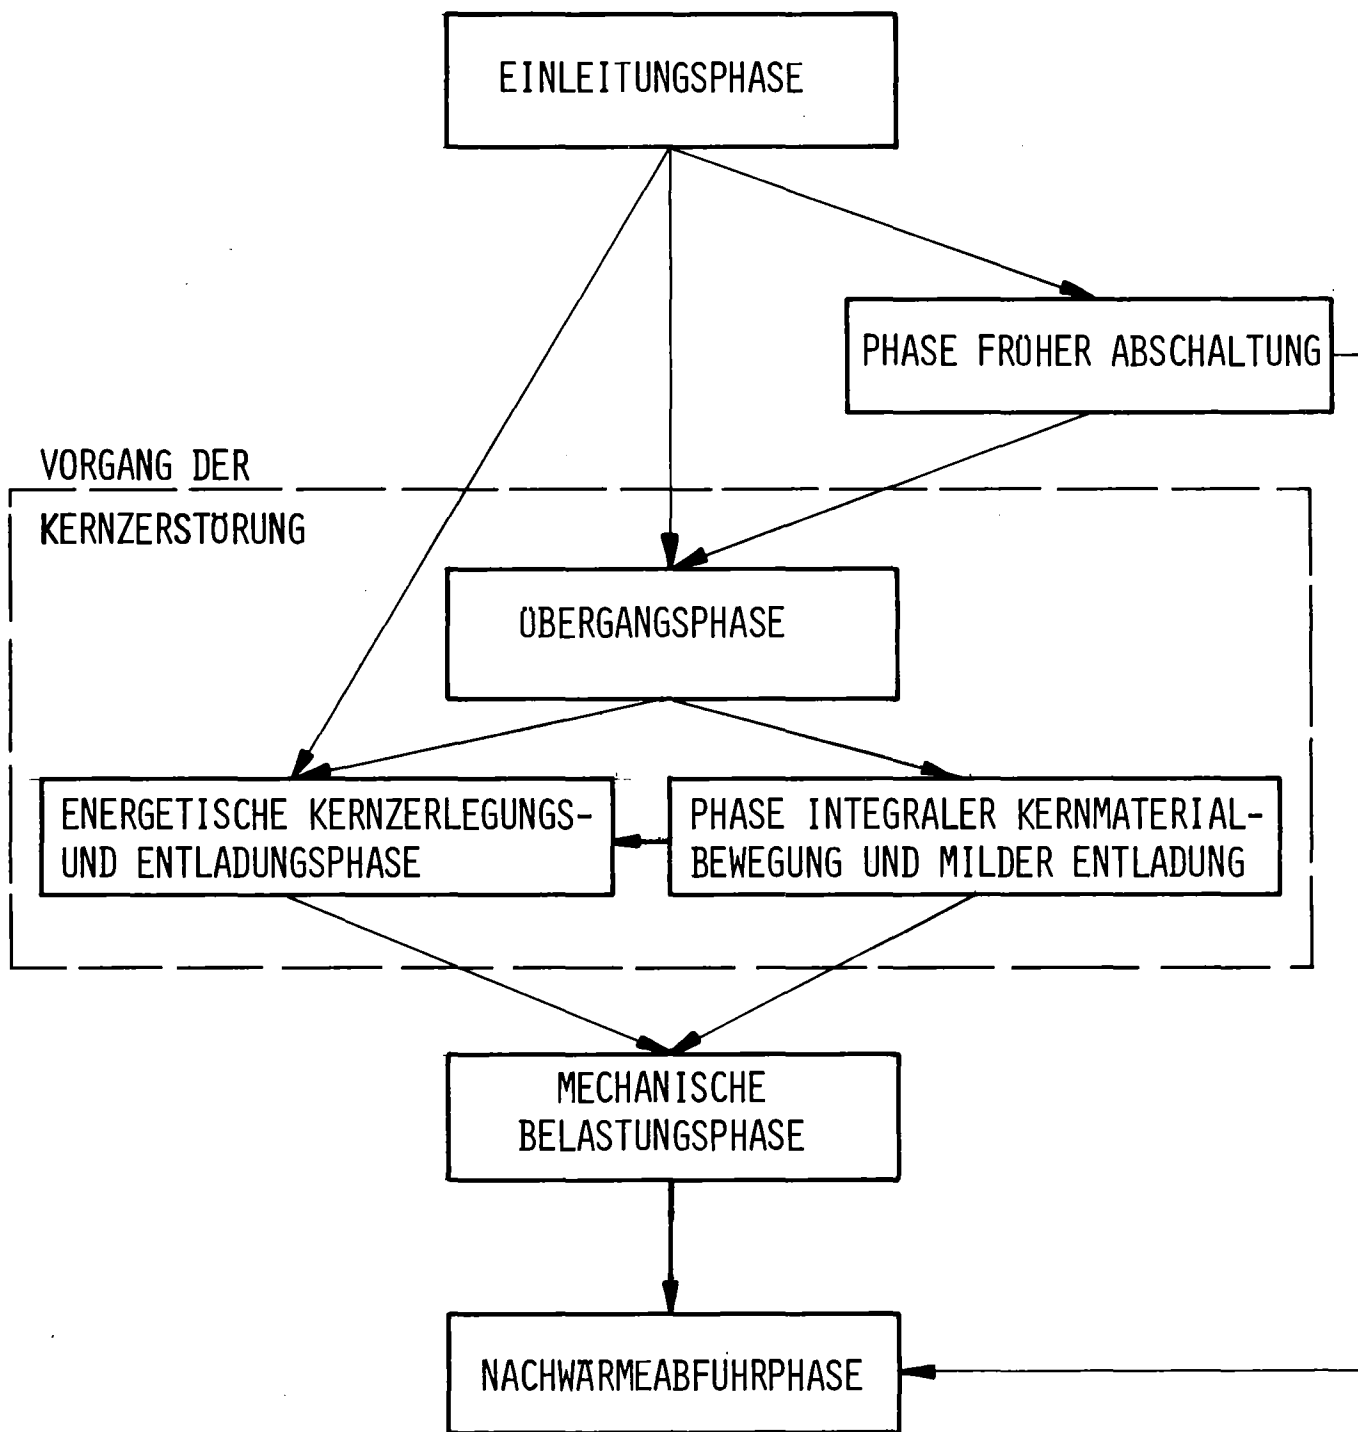 EINLEITUNGSPHASE
PHASE FRÜHER ABSCHALTUNG
VORGANG DER
KERNZERSTÖRUNG
ÜBERGANGSPHASE
ENERGETISCHE KERNZERLEGUNGS-
UND ENTLADUNGSPHASE
PHASE INTEGRALER KERNMATERIAL-
BEWEGUNG UND MILDER ENTLADUNG
MECHANISCHE
BELASTUNGSPHASE
NACHWÄRMEABFUHRPHASE